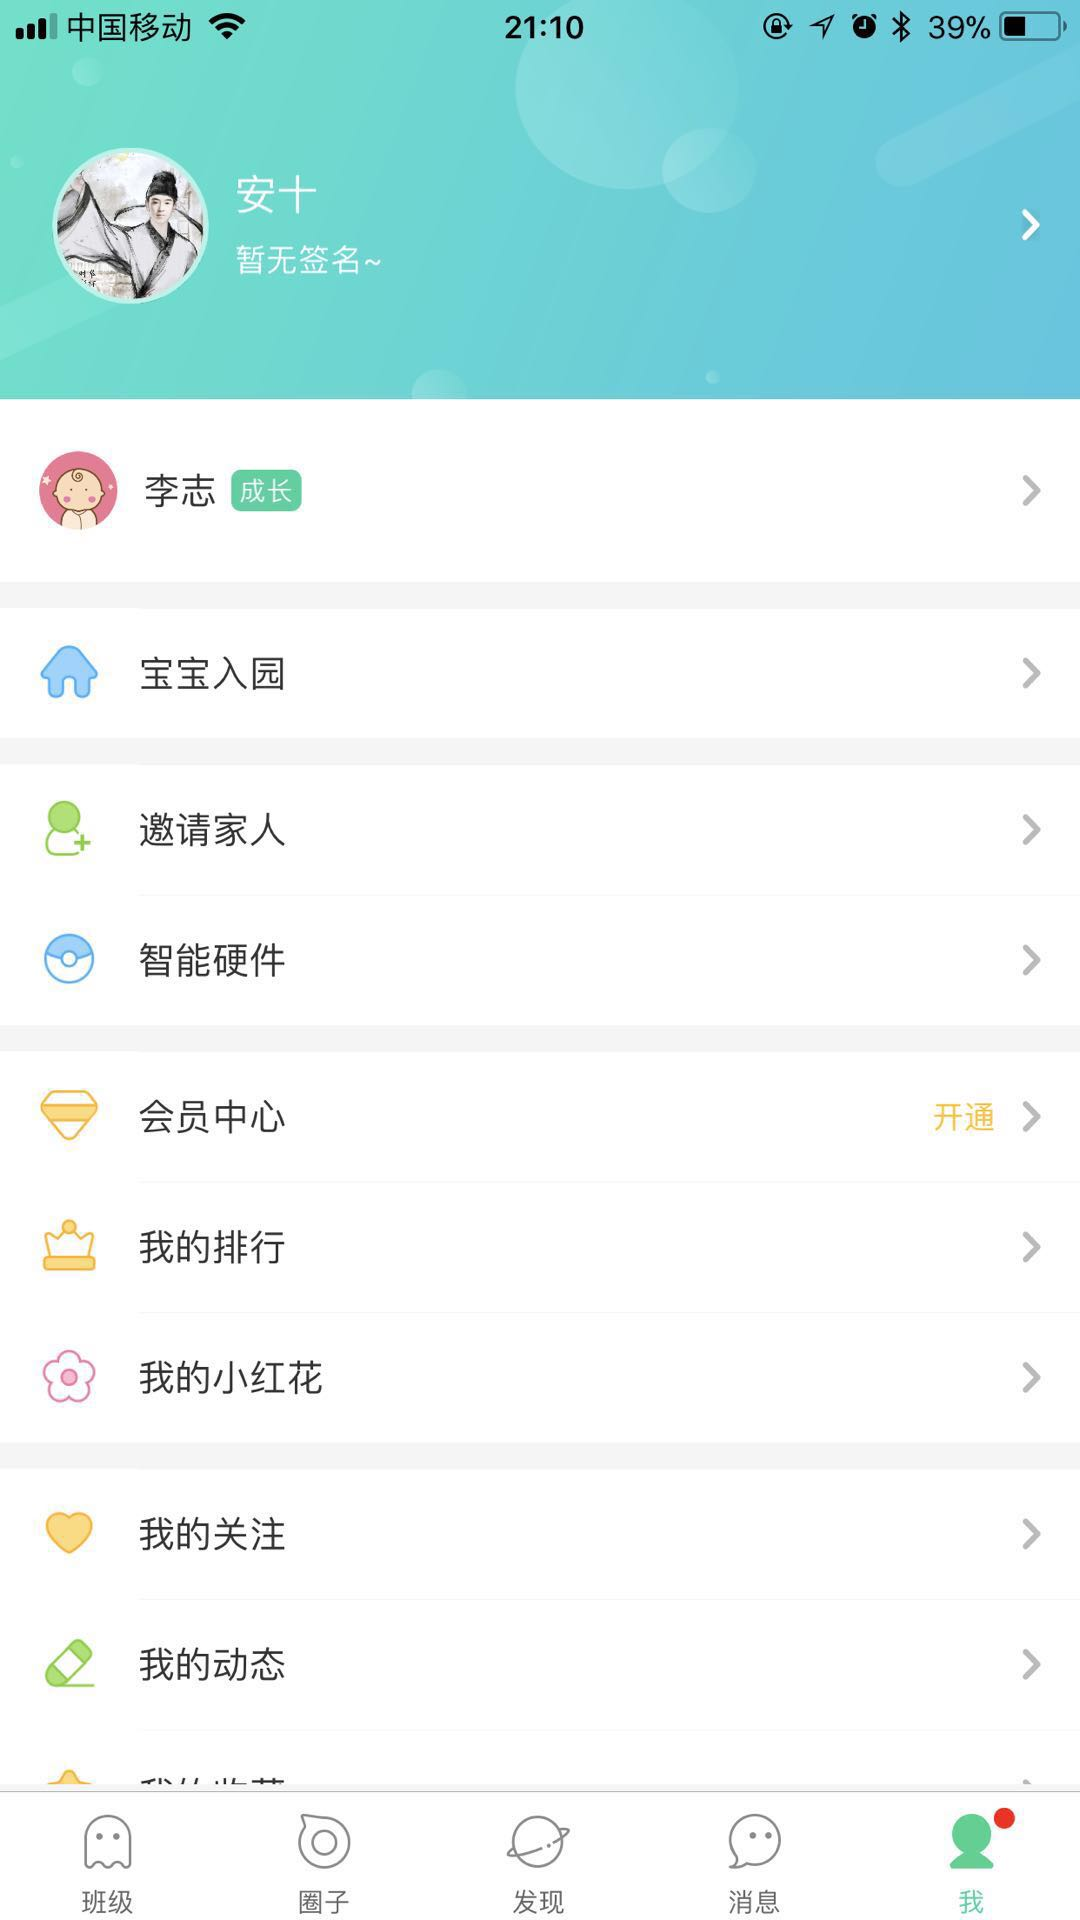 中国移动
21:10
39%
安十
暂无签名~
李志
成长
宝宝入园
邀请家人
智能硬件
会员中心
开通
我的排行
我的小红花
我的关注
我的动态
班级
圈子
发现
消息
我